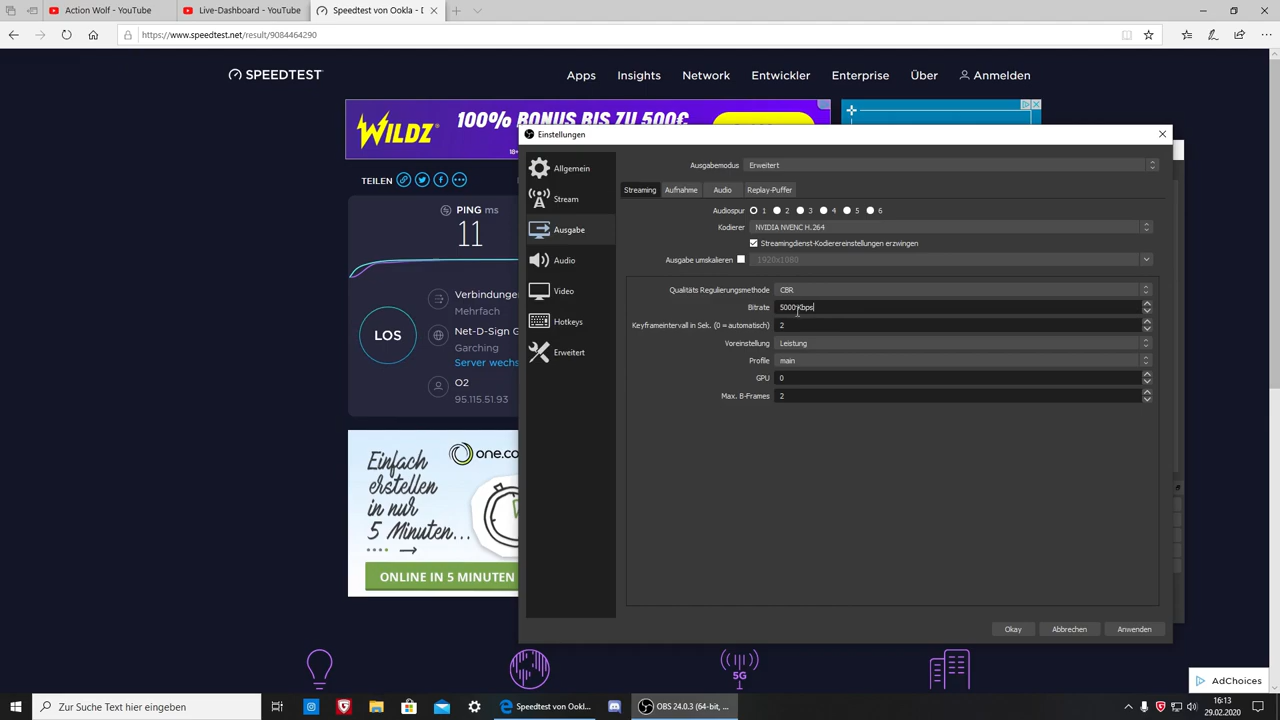 Action Wolf - YouTube
Live-Dashboard - YouTube
Speedtest von Ookla - D
https://www.speedtest.net/result/9084464290
SPEEDTEST
Apps
Insights
Network
Entwickler
Enterprise
Über
Anmelden
WILDZ
100% BONUS BIS ZU 500€
18+
TEILEN
PING ms
11
LOS
Verbindungen
Mehrfach
Net-D-Sign G
Garching
Server wechs
O2
95.115.51.93
one.co
Einfach
erstellen
in nur
5 Minuten...
ONLINE IN 5 MINUTEN
5G
AdChoices
Einstellungen
Allgemein
Stream
Ausgabe
Audio
Video
Hotkeys
Erweitert
Ausgabemodus
Erweitert
Streaming
Aufnahme
Audio
Replay-Puffer
Audiospur
1
2
3
4
5
6
Kodierer
NVIDIA NVENC H.264
Streamingdienst-Kodierereinstellungen erzwingen
Ausgabe umskalieren
1920x1080
Qualitäts Regulierungsmethode
CBR
Bitrate
5000 Kbps
Keyframeintervall in Sek. (0 = automatisch)
2
Voreinstellung
Leistung
Profile
main
GPU
0
Max. B-Frames
2
Okay
Abbrechen
Anwenden
Zur Suche Text hier eingeben
Speedtest von Ookl...
OBS 24.0.3 (64-bit, ...
16:13
29.02.2020